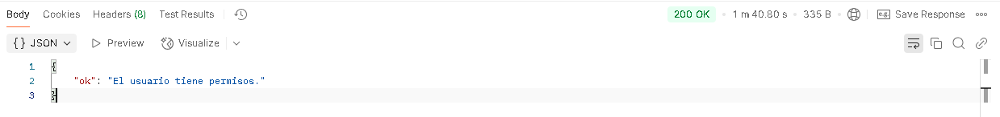 Body Cookies Headers (8) Test Results 200 OK • 1 m 40.80 s • 335 B • e.g. Save Response
{} JSON Preview Visualize
1 {
2 "ok": "El usuario tiene permisos."
3 }